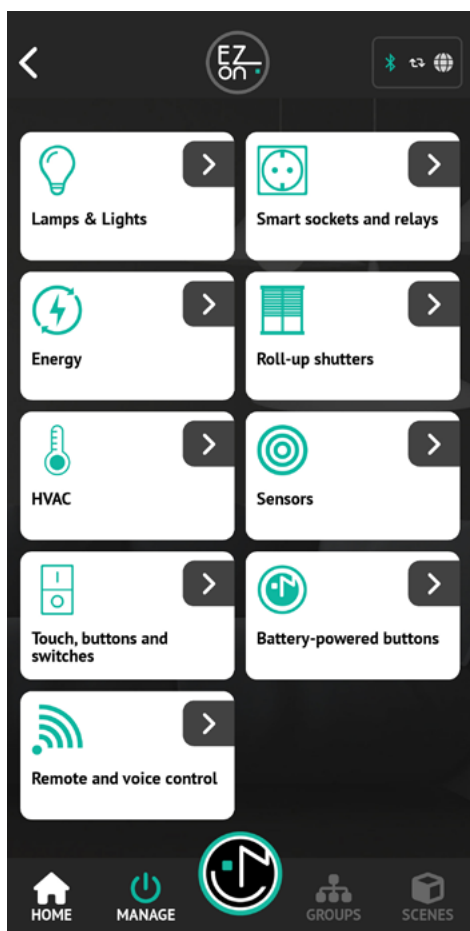 EZ
on
Lamps & Lights
Smart sockets and relays
Energy
Roll-up shutters
HVAC
Sensors
Touch, buttons and
switches
Battery-powered buttons
Remote and voice control
HOME
MANAGE
GROUPS
SCENES